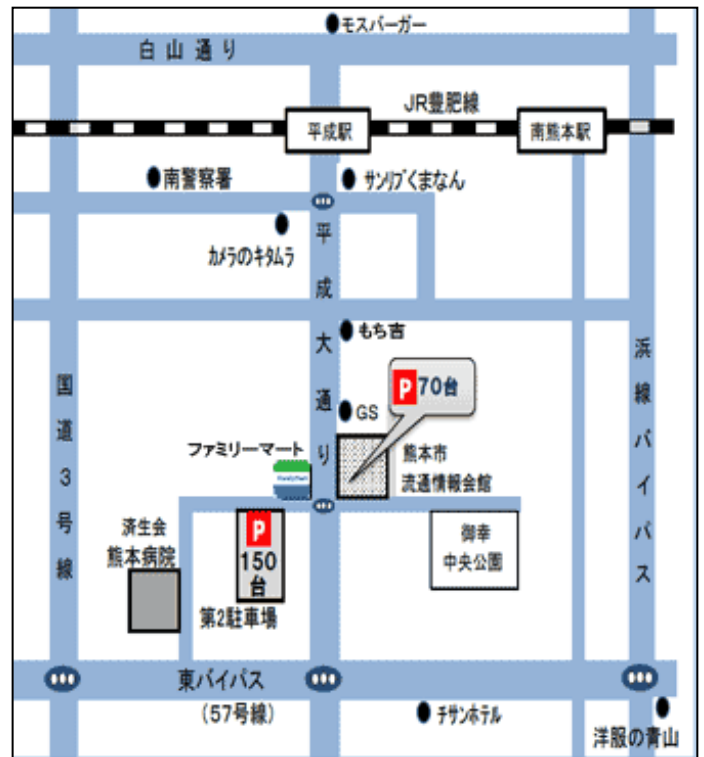 モスバーガー
白山通り
JR豊肥線
平成駅
南熊本駅
南警察署
サンリブくまなん
カメラのキタムラ
平成大通り
もち吉
国道3号線
浜線バイパス
P70台
GS
ファミリーマート
FamilyMart
熊本市
流通情報会館
済生会
熊本病院
P
150
台
第2駐車場
御幸
中央公園
東バイパス
(57号線)
チサンホテル
洋服の青山